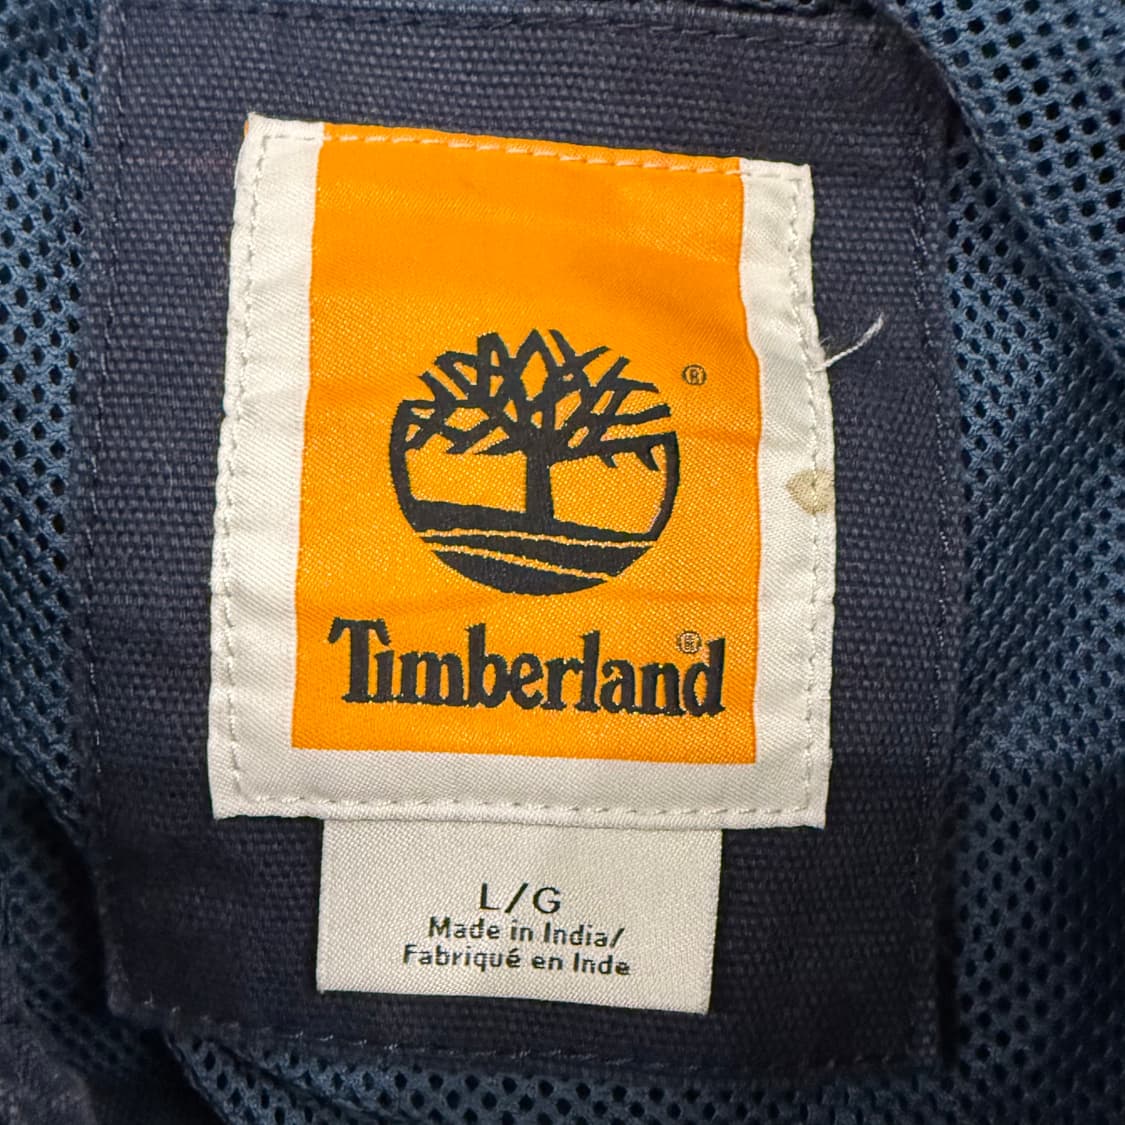 ®
Timberland®
L/G
Made in India/
Fabriqué en Inde